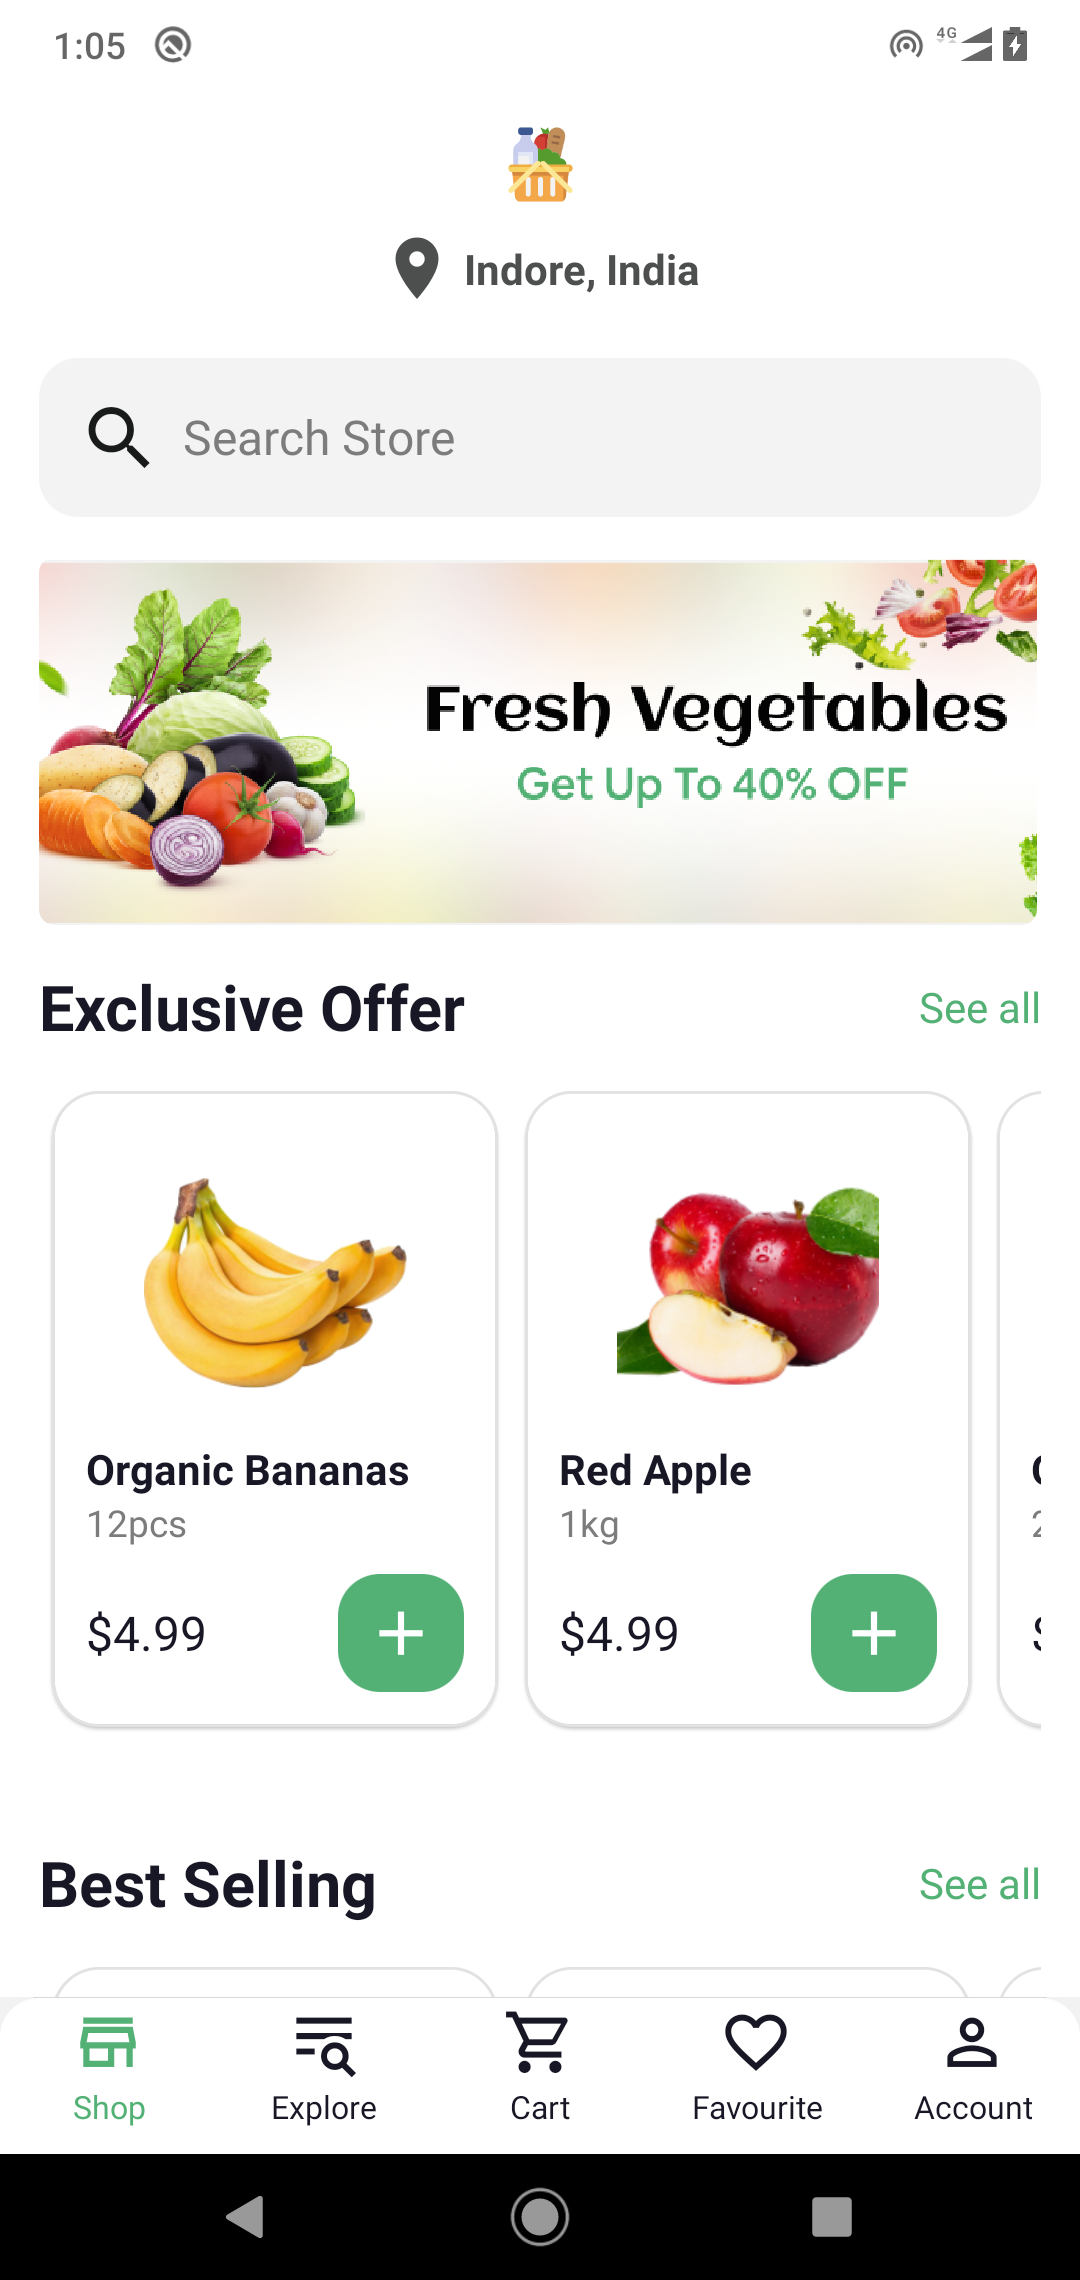 1:05
4G
Indore, India
Search Store
Fresh Vegetables
Get Up To 40% OFF
Exclusive Offer
See all
Organic Bananas
12pcs
$4.99
Red Apple
1kg
$4.99
Best Selling
See all
Shop
Explore
Cart
Favourite
Account